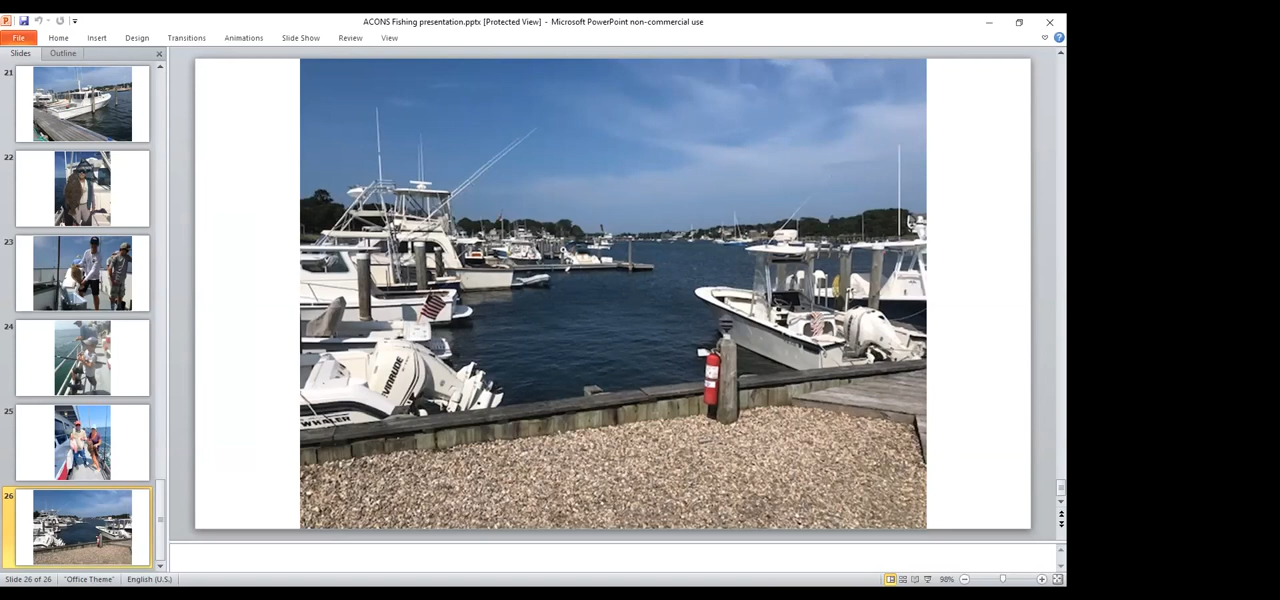 ACONS Fishing presentation.pptx [Protected View] - Microsoft PowerPoint non-commercial use
File Home Insert Design Transitions Animations Slide Show Review View
Slides Outline
21
22
23
24
25
26
EVINRUDE
WHALER
Slide 26 of 26 "Office Theme" English (U.S.) 98%